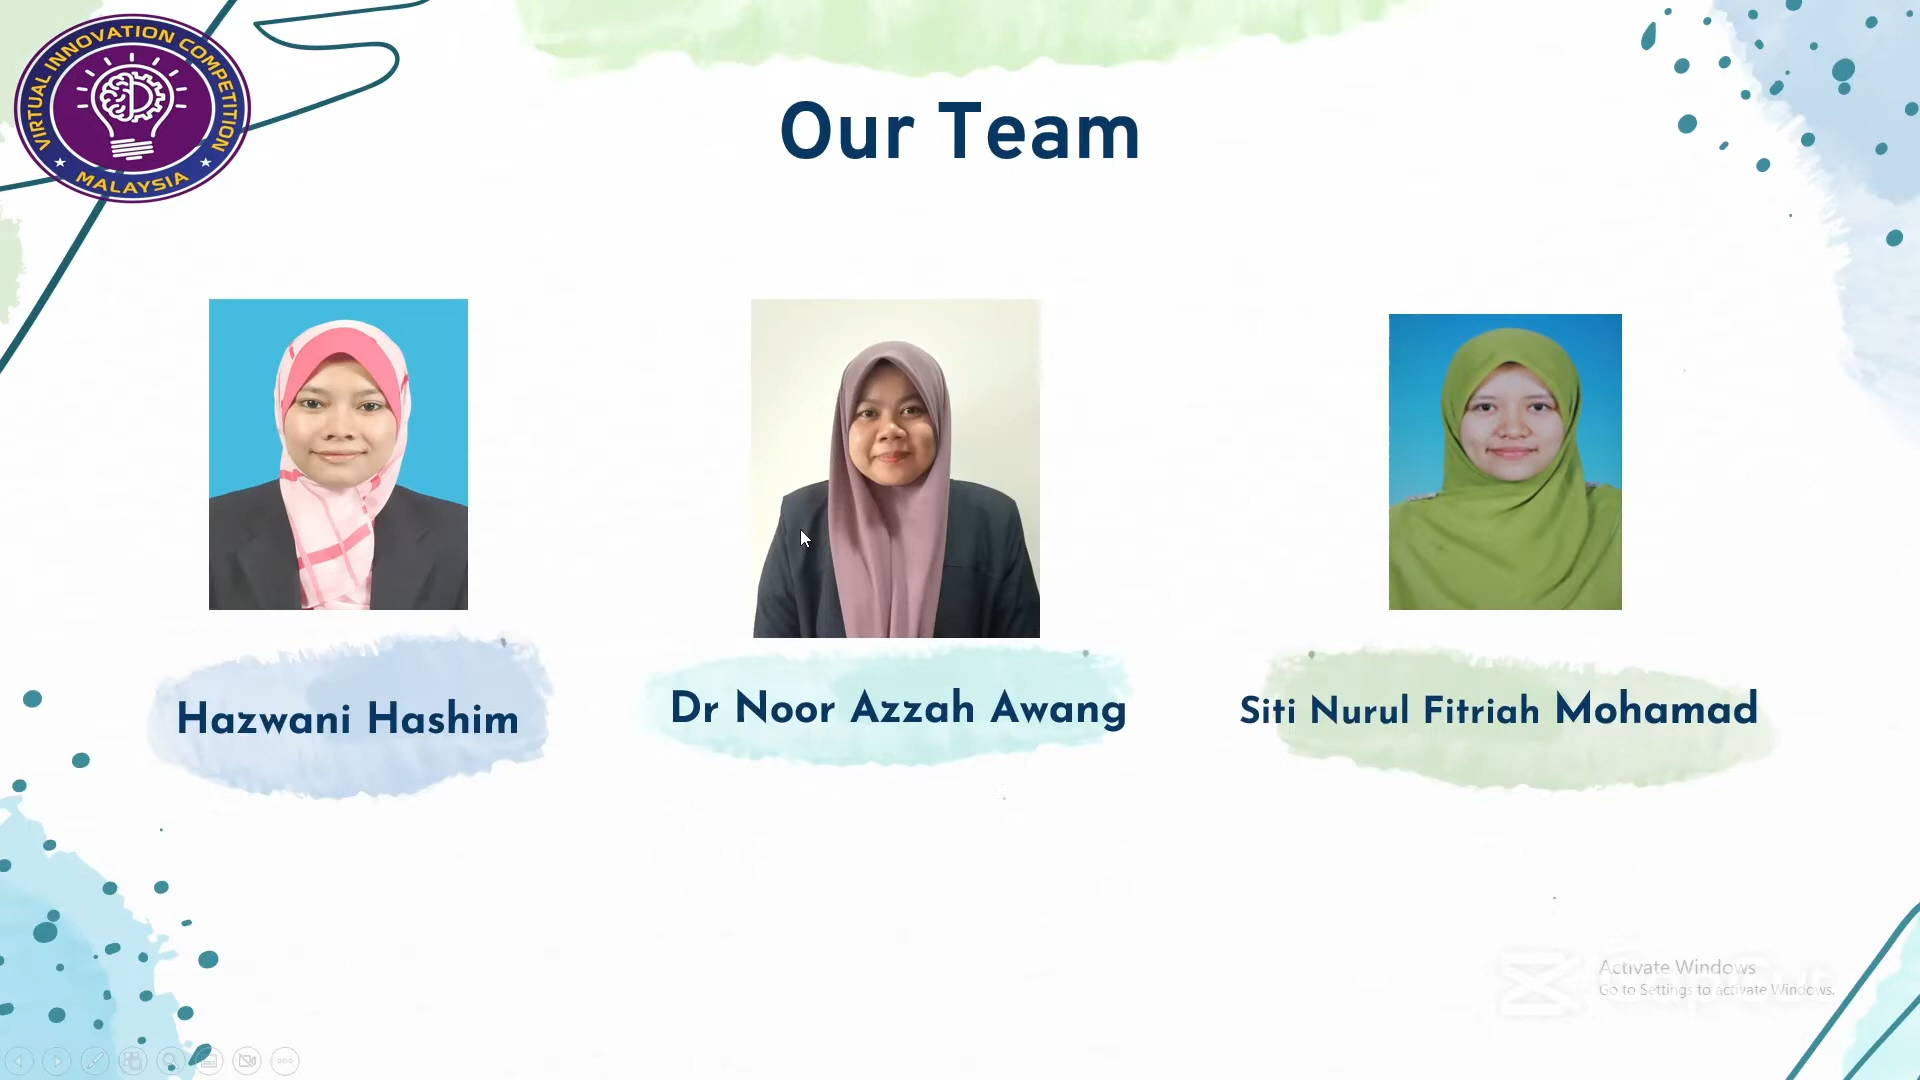 VIRTUAL INNOVATION COMPETITION
MALAYSIA
Our Team
Hazwani Hashim
Dr Noor Azzah Awang
Siti Nurul Fitriah Mohamad
CapCut
Activate Windows
Go to Settings to activate Windows.